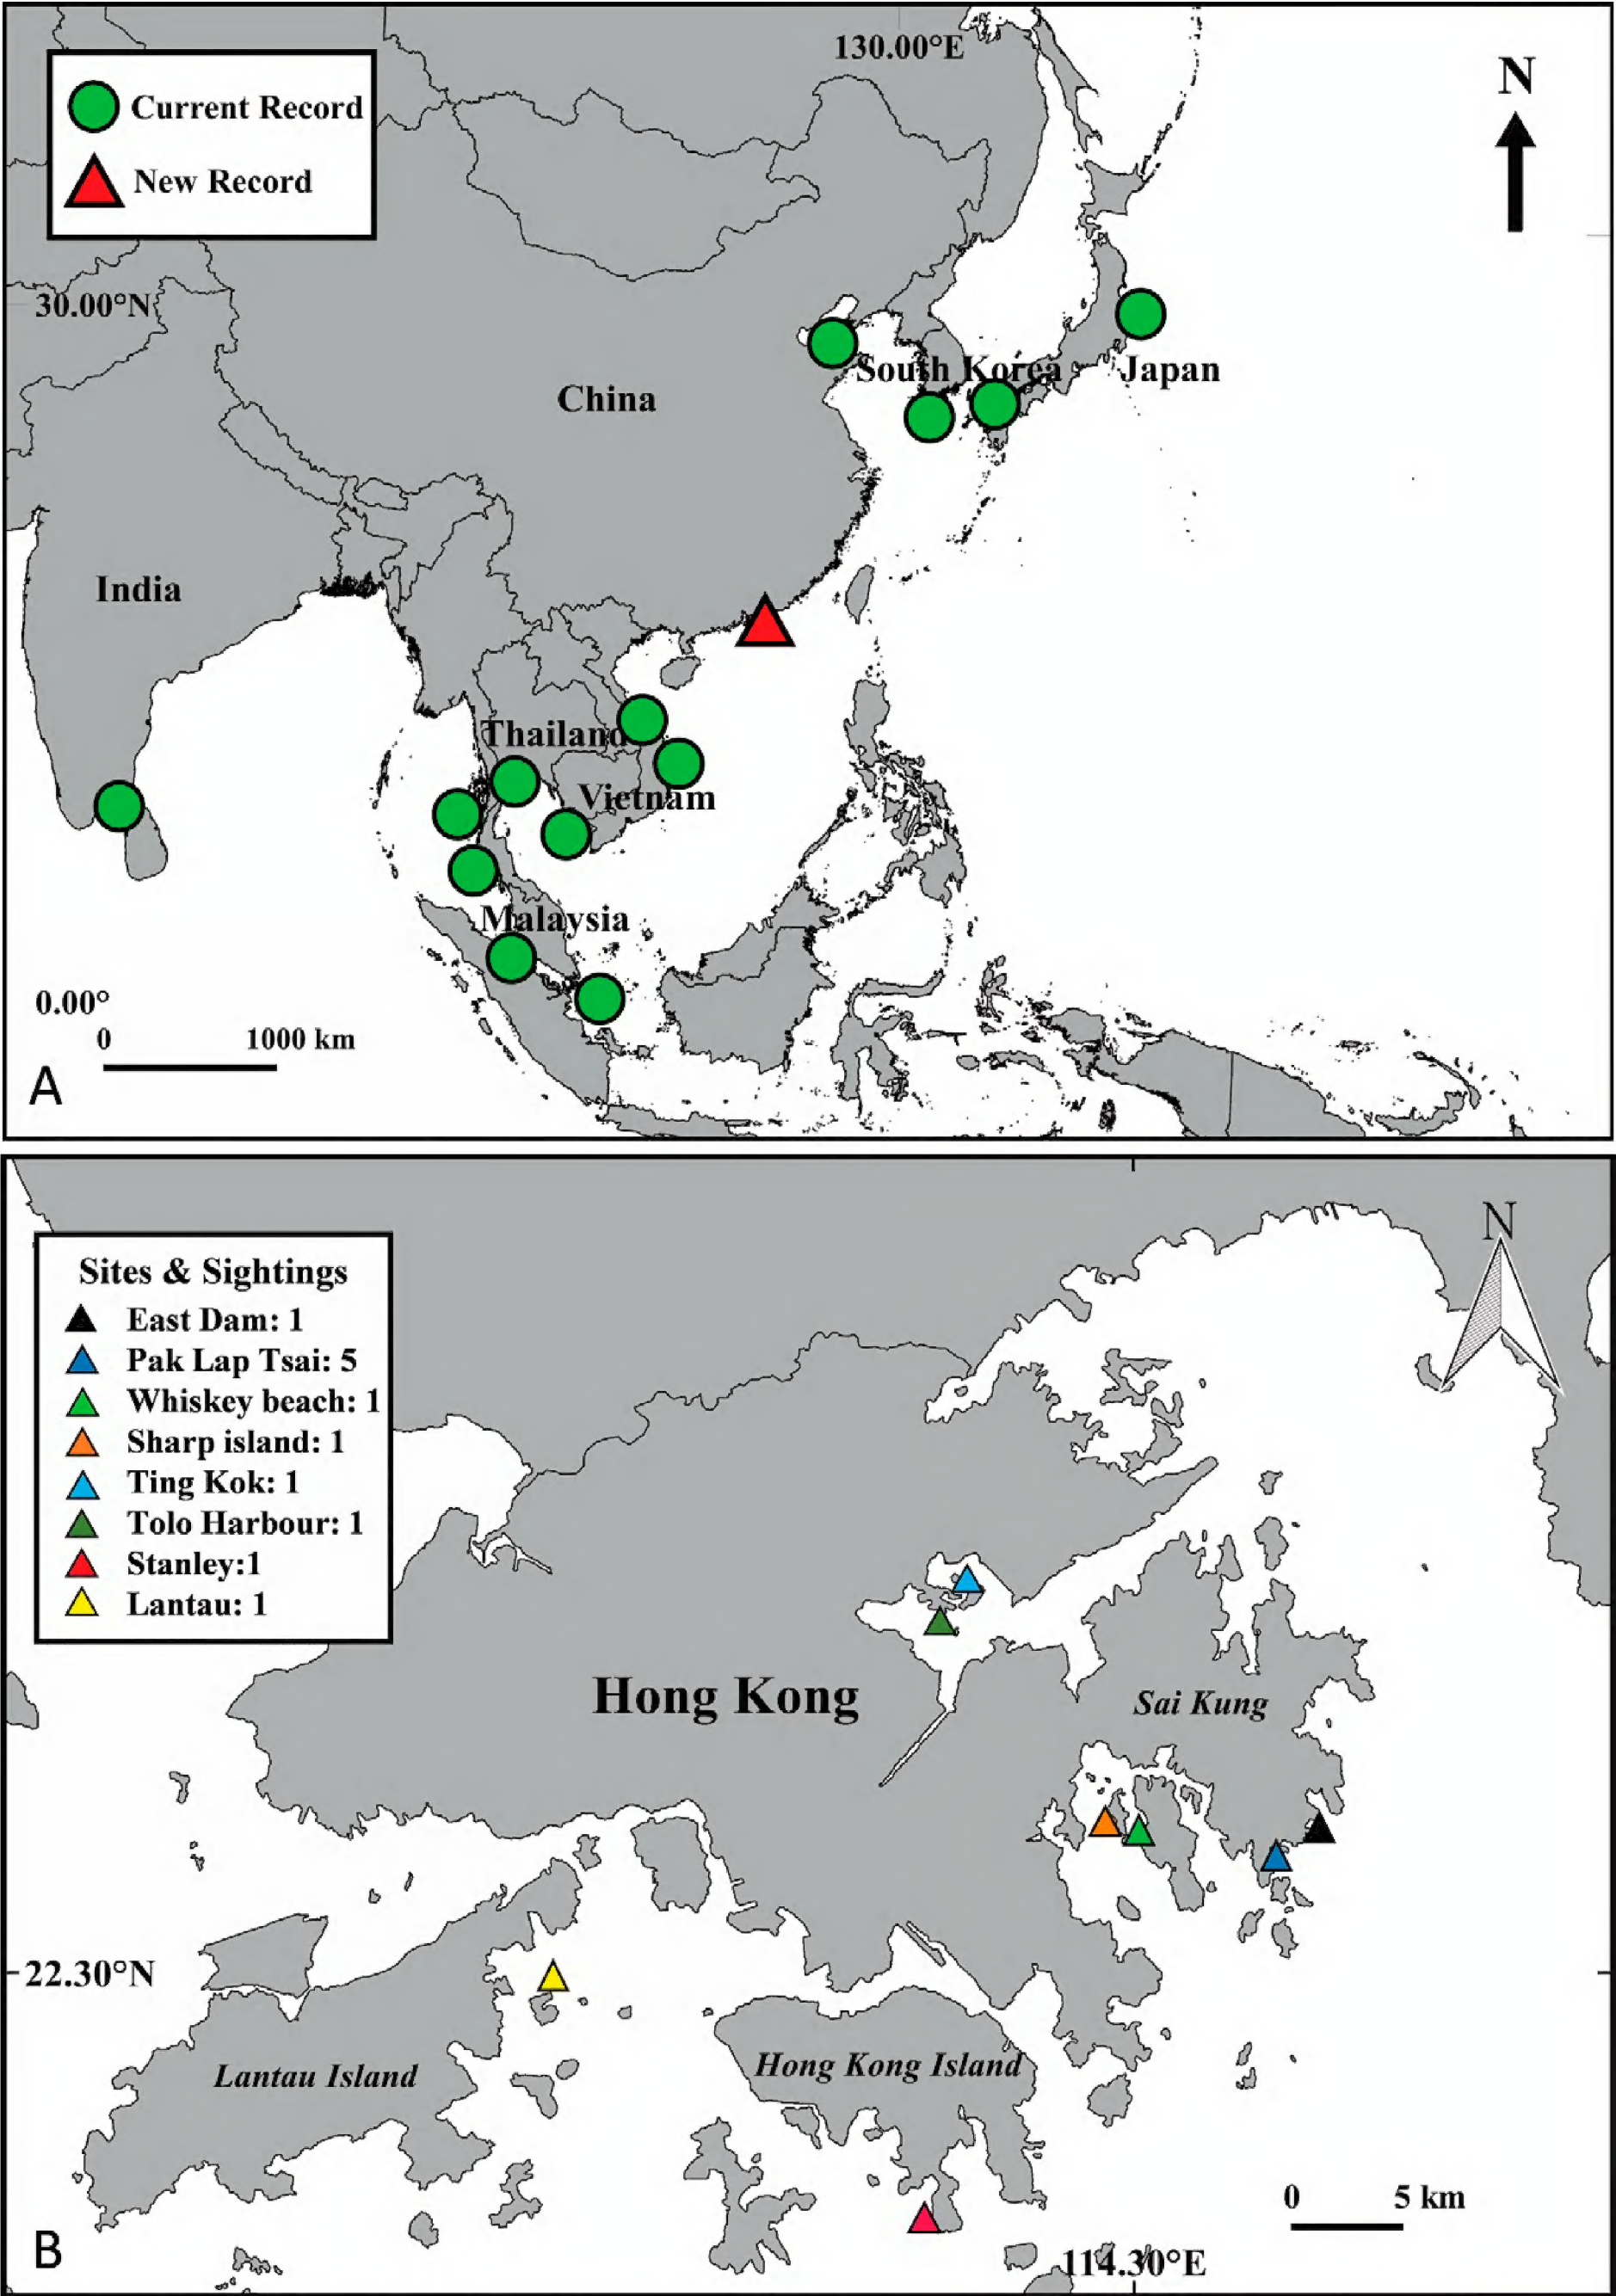 130.00°E
N
Current Record
New Record
30.00°N
South Korea
Japan
China
India
Thailand
Vietnam
Malaysia
0.00°
0 1000 km
A
N
Sites & Sightings
East Dam: 1
Pak Lap Tsai: 5
Whiskey beach: 1
Sharp island: 1
Ting Kok: 1
Tolo Harbour: 1
Stanley:1
Lantau: 1
Hong Kong
Sai Kung
22.30°N
Lantau Island
Hong Kong Island
0 5 km
B
114.30°E